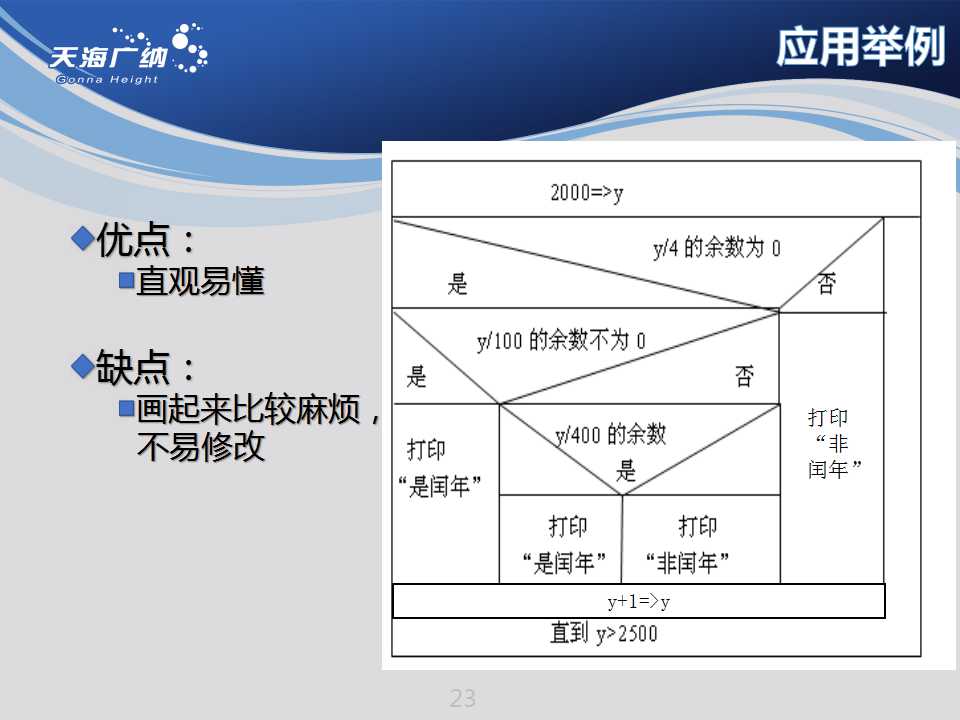 天海广纳
Gonna Height
应用举例
优点：
直观易懂
缺点：
画起来比较麻烦，
不易修改
2000=>y
y/4 的余数为 0
是
否
y/100 的余数不为 0
是
否
y/400 的余数
是
打印
“是闰年”
打印
“是闰年”
打印
“非闰年”
打印
“非
闰年”
y+1=>y
直到 y>2500
23